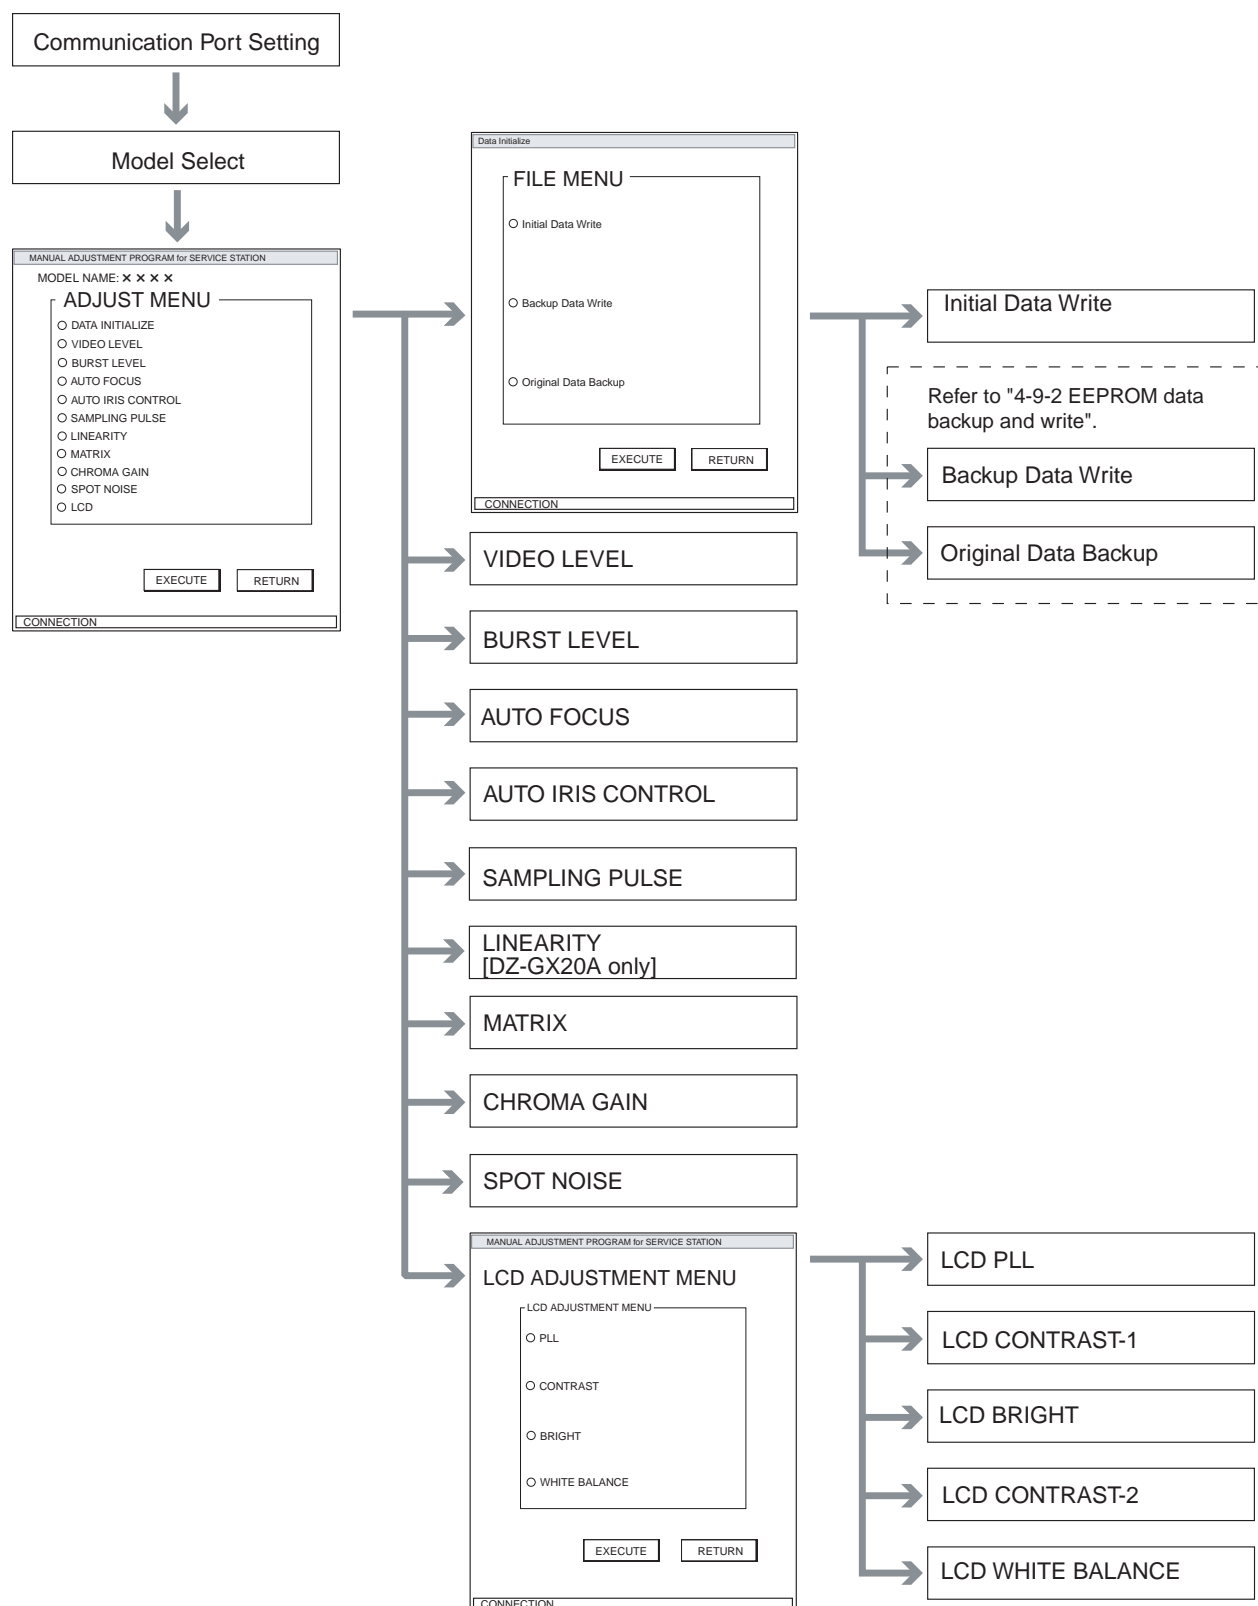 Communication Port Setting
Model Select
MANUAL ADJUSTMENT PROGRAM for SERVICE STATION
MODEL NAME: × × × ×
ADJUST MENU
DATA INITIALIZE
VIDEO LEVEL
BURST LEVEL
AUTO FOCUS
AUTO IRIS CONTROL
SAMPLING PULSE
LINEARITY
MATRIX
CHROMA GAIN
SPOT NOISE
LCD
EXECUTE RETURN
CONNECTION
Data Initialize
FILE MENU
Initial Data Write
Backup Data Write
Original Data Backup
EXECUTE RETURN
CONNECTION
Initial Data Write
Refer to "4-9-2 EEPROM data
backup and write".
Backup Data Write
Original Data Backup
VIDEO LEVEL
BURST LEVEL
AUTO FOCUS
AUTO IRIS CONTROL
SAMPLING PULSE
LINEARITY
[DZ-GX20A only]
MATRIX
CHROMA GAIN
SPOT NOISE
MANUAL ADJUSTMENT PROGRAM for SERVICE STATION
LCD ADJUSTMENT MENU
LCD ADJUSTMENT MENU
PLL
CONTRAST
BRIGHT
WHITE BALANCE
EXECUTE RETURN
CONNECTION
LCD PLL
LCD CONTRAST-1
LCD BRIGHT
LCD CONTRAST-2
LCD WHITE BALANCE